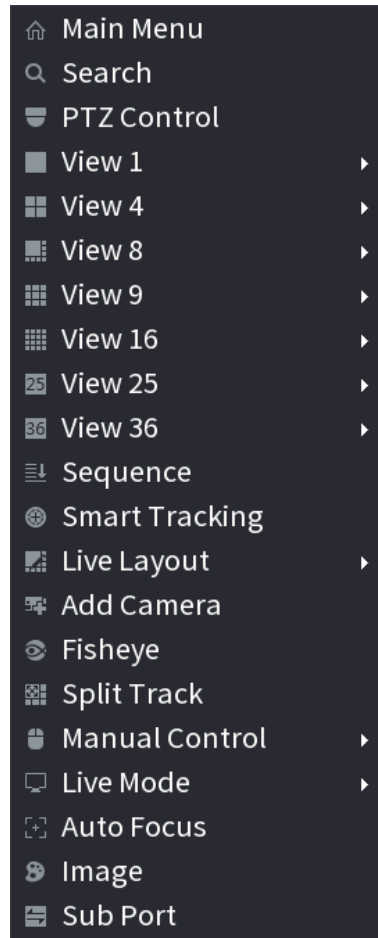 Main Menu
Search
PTZ Control
View 1
View 4
View 8
View 9
View 16
25 View 25
36 View 36
Sequence
Smart Tracking
Live Layout
Add Camera
Fisheye
Split Track
Manual Control
Live Mode
Auto Focus
Image
Sub Port